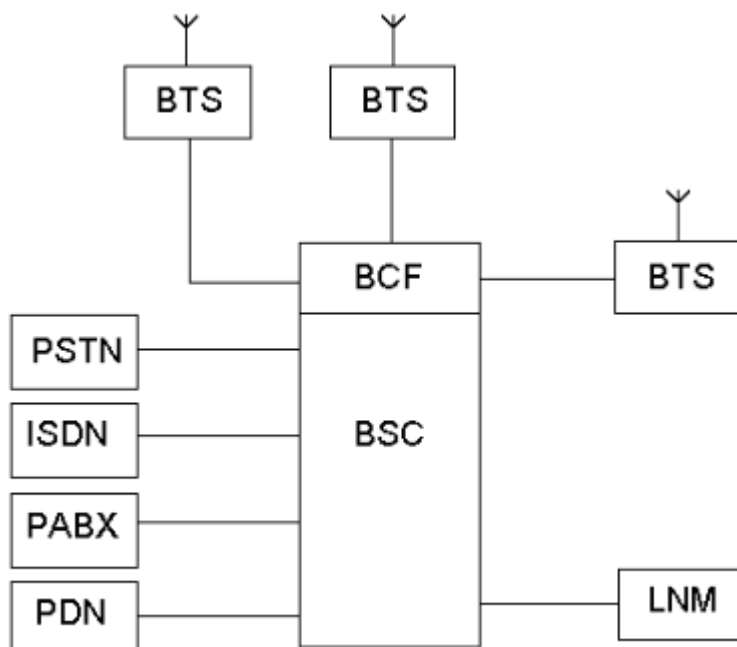 BTS
BTS
BCF
BTS
PSTN
ISDN
BSC
PABX
PDN
LNM